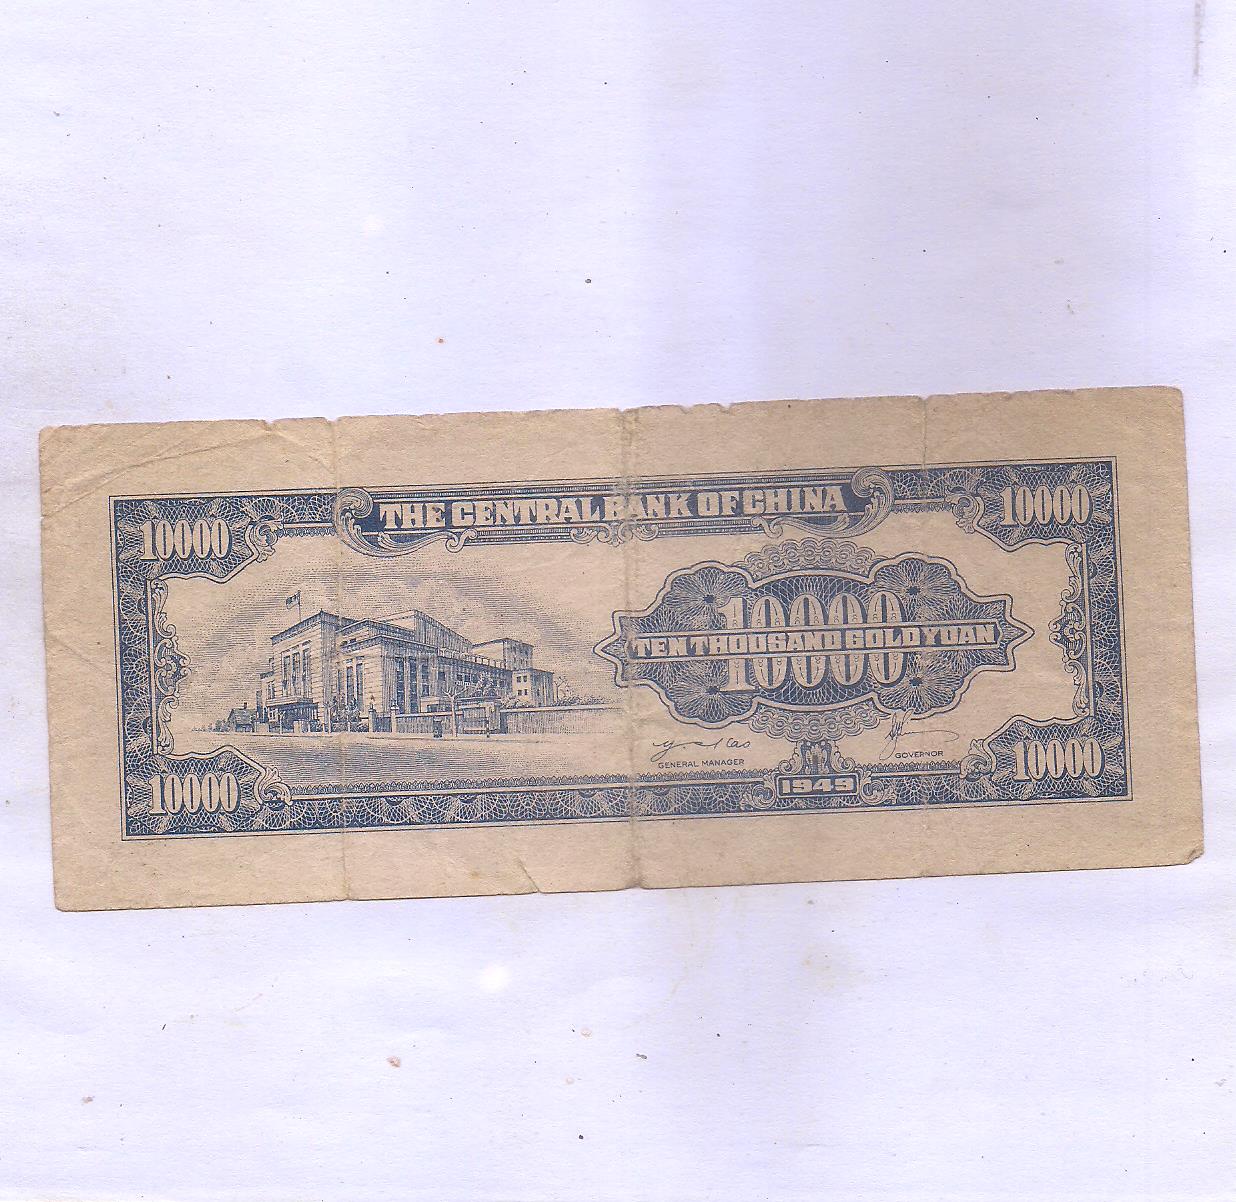 THE CENTRAL BANK OF CHINA
10000
10000
10000
TEN THOUSAND GOLD YUAN
GENERAL MANAGER
GOVERNOR
10000
1949
10000